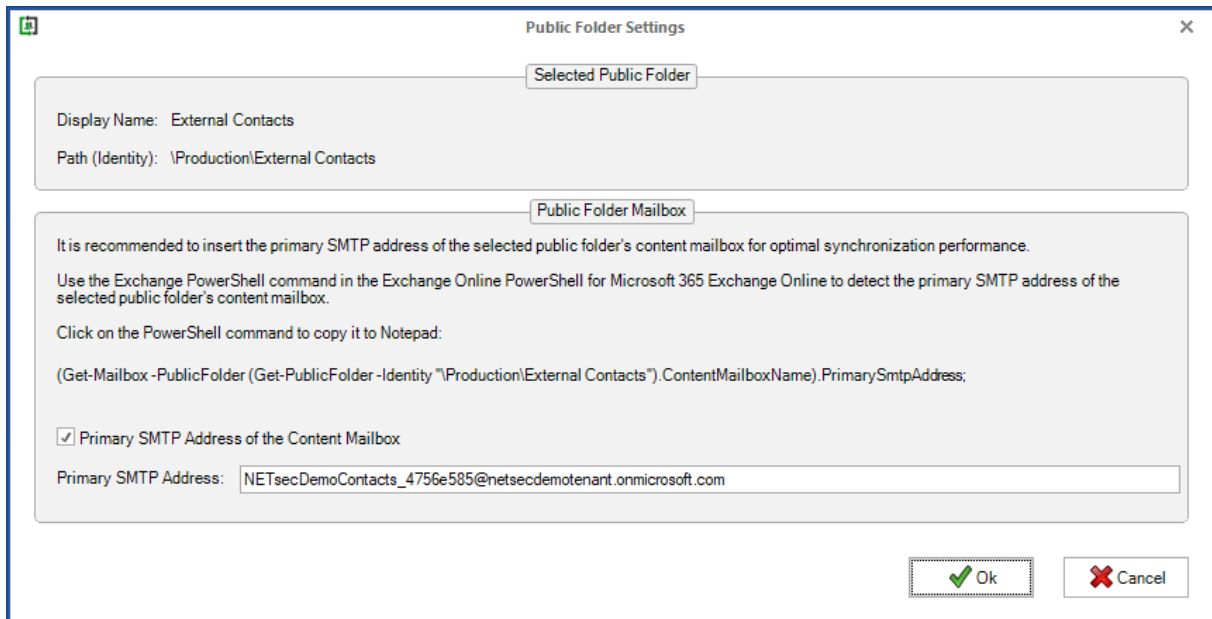 Public Folder Settings
Selected Public Folder
Display Name: External Contacts
Path (Identity): \Production\External Contacts
Public Folder Mailbox
It is recommended to insert the primary SMTP address of the selected public folder's content mailbox for optimal synchronization performance.
Use the Exchange PowerShell command in the Exchange Online PowerShell for Microsoft 365 Exchange Online to detect the primary SMTP address of the
selected public folder's content mailbox.
Click on the PowerShell command to copy it to Notepad:
(Get-Mailbox -PublicFolder (Get-PublicFolder -Identity "\Production\External Contacts").ContentMailboxName).PrimarySmtpAddress;
Primary SMTP Address of the Content Mailbox
Primary SMTP Address: NETsecDemoContacts_4756e585@netsecdemotenant.onmicrosoft.com
Ok Cancel